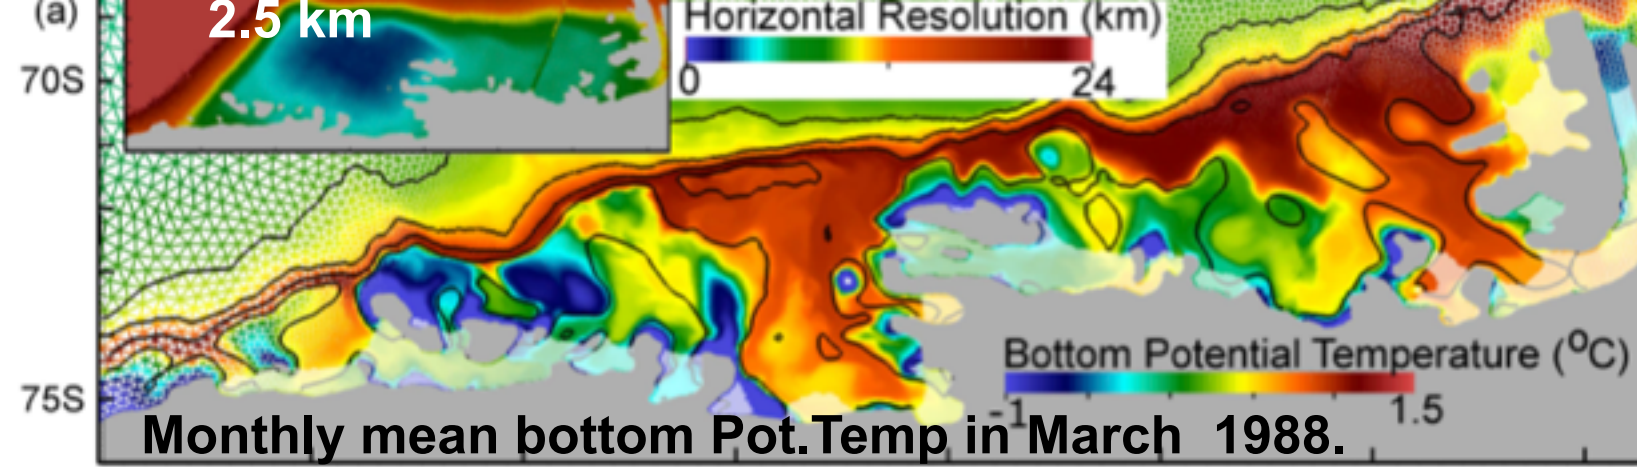 (a)
2.5 km
Horizontal Resolution (km)
0
24
70S
Bottom Potential Temperature (⁰C)
-1
1.5
75S
Monthly mean bottom Pot.Temp in March 1988.